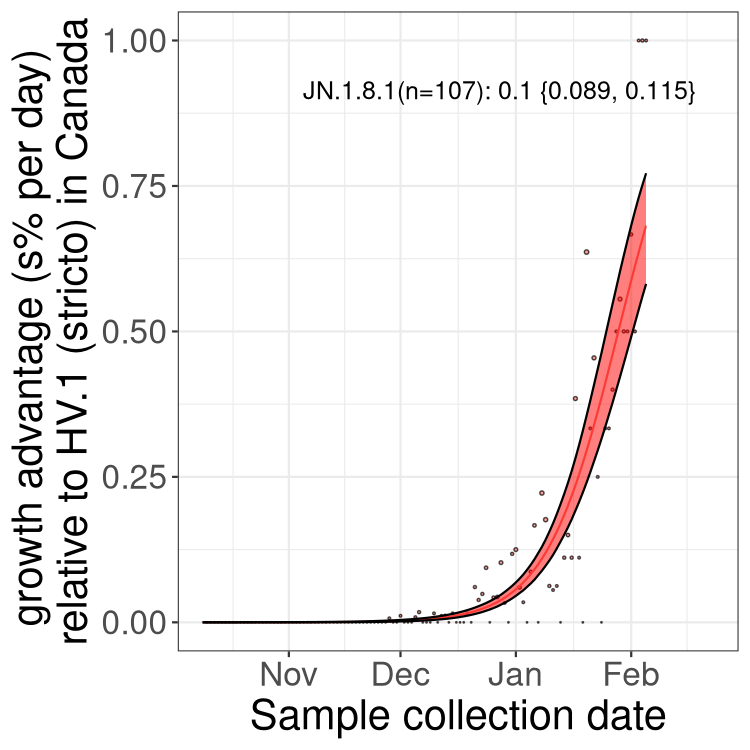 growth advantage (s% per day)
relative to HV.1 (stricto) in Canada
1.00
0.75
0.50
0.25
0.00
JN.1.8.1(n=107): 0.1 {0.089, 0.115}
Nov Dec Jan Feb
Sample collection date